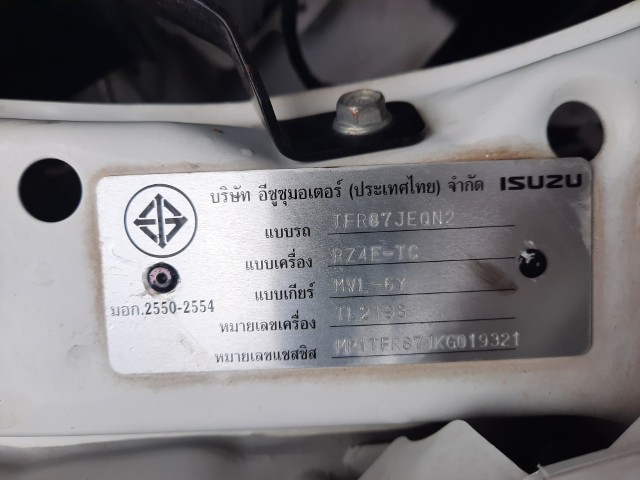 บริษัท อีซูซุมอเตอร์ (ประเทศไทย) จำกัด ISUZU
แบบรถ TFR87JEQN2
แบบเครื่อง RZ4E-TC
แบบเกียร์ MVL-6Y
มอก.2550-2554
หมายเลขเครื่อง
หมายเลขแชสซิส MP1TFR87JKG019321